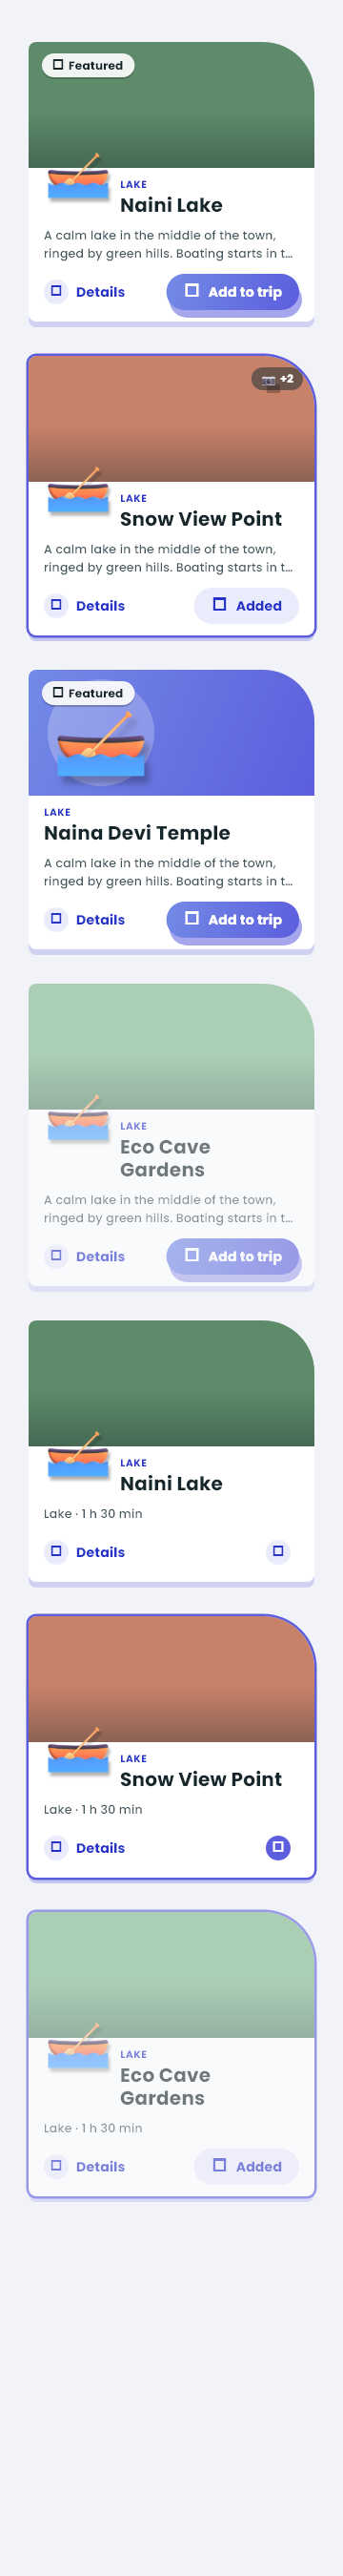 Featured
LAKE
Naini Lake
A calm lake in the middle of the town,
ringed by green hills. Boating starts in t...
Details
Add to trip
+2
LAKE
Snow View Point
A calm lake in the middle of the town,
ringed by green hills. Boating starts in t...
Details
Added
Featured
LAKE
Naina Devi Temple
A calm lake in the middle of the town,
ringed by green hills. Boating starts in t...
Details
Add to trip
LAKE
Eco Cave
Gardens
A calm lake in the middle of the town,
ringed by green hills. Boating starts in t...
Details
Add to trip
LAKE
Naini Lake
Lake · 1 h 30 min
Details
LAKE
Snow View Point
Lake · 1 h 30 min
Details
LAKE
Eco Cave
Gardens
Lake · 1 h 30 min
Details
Added